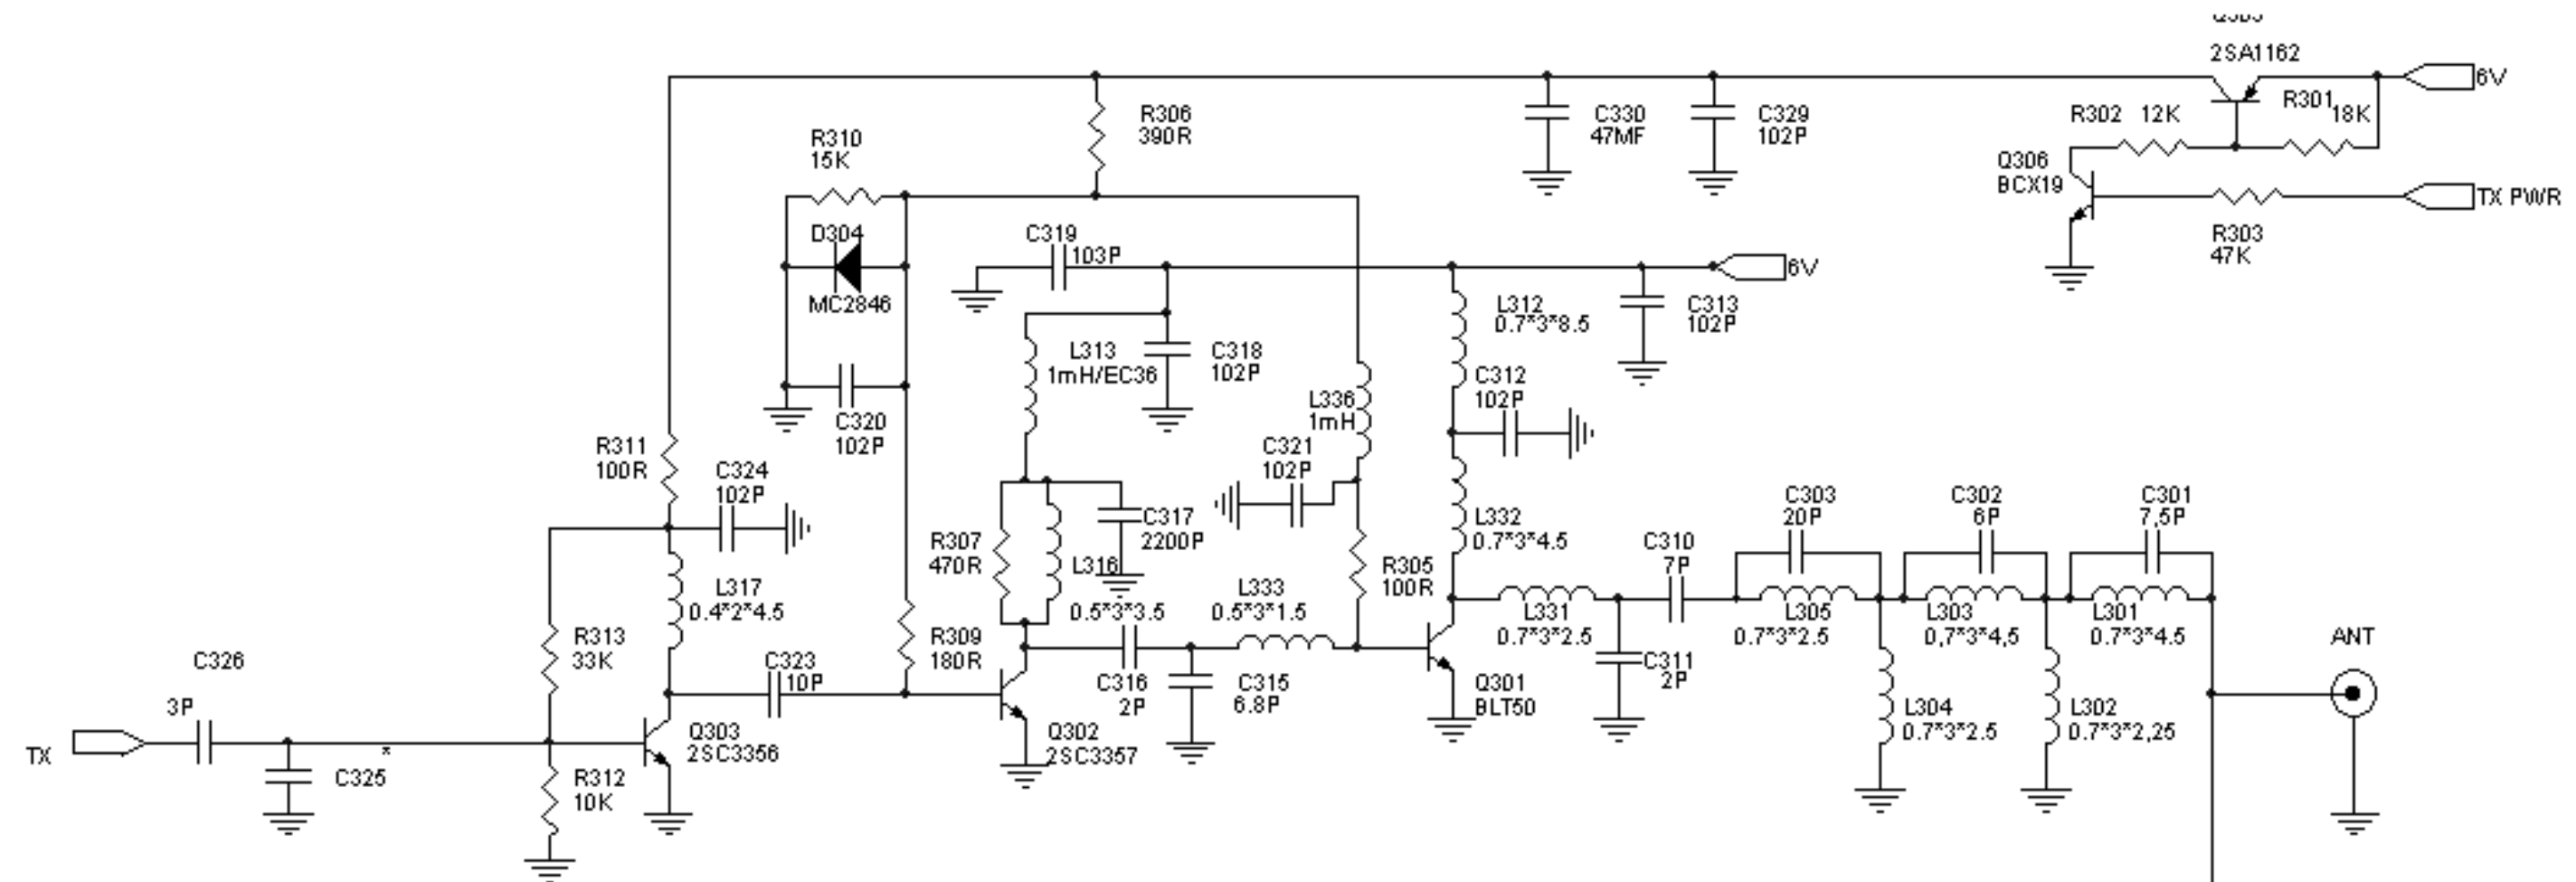 2SA1162
6V
R306
390R
C330
47MF
C329
102P
R302 12K
R301
18K
R310
15K
Q306
BCX19
TX PWR
D304
MC2846
C319
103P
R303
47K
6V
L312
0.7*3*8.5
C313
102P
L313
1mH/EC36
C318
102P
C312
102P
L336
1mH
C320
102P
R311
100R
C324
102P
C321
102P
C303
20P
C302
6P
C301
7,5P
R307
470R
C317
2200P
L316
L332
0.7*3*4.5
C310
7P
R305
100R
L317
0.4*2*4.5
0.5*3*3.5
L333
0.5*3*1.5
L331
0.7*3*2.5
L305
0.7*3*2.5
L303
0,7*3*4,5
L301
0.7*3*4.5
R313
33K
R309
180R
ANT
C326
3P
C323
10P
C316
2P
C315
6.8P
Q301
BLT50
C311
2P
L304
0.7*3*2.5
L302
0.7*3*2,25
TX
*
C325
R312
10K
Q303
2SC3356
Q302
2SC3357